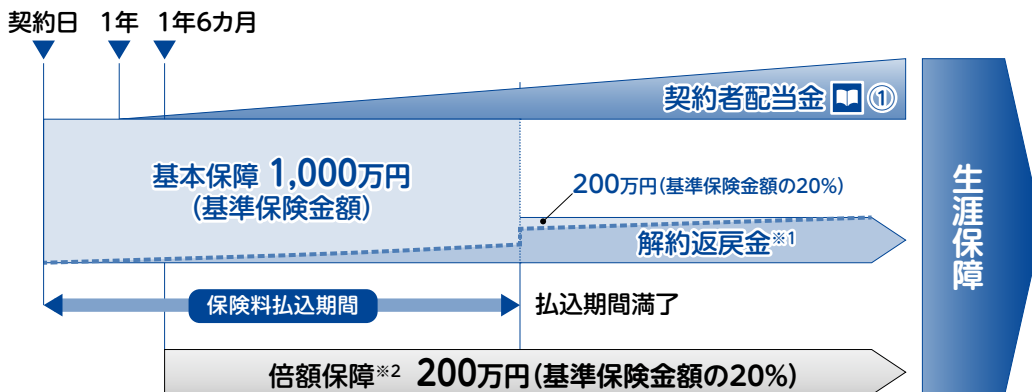 契約日 1年 1年6カ月
契約者配当金 ①
基本保障 1,000万円
(基準保険金額)
200万円(基準保険金額の20%)
解約返戻金※1
保険料払込期間
払込期間満了
倍額保障※2 200万円(基準保険金額の20%)
生涯保障